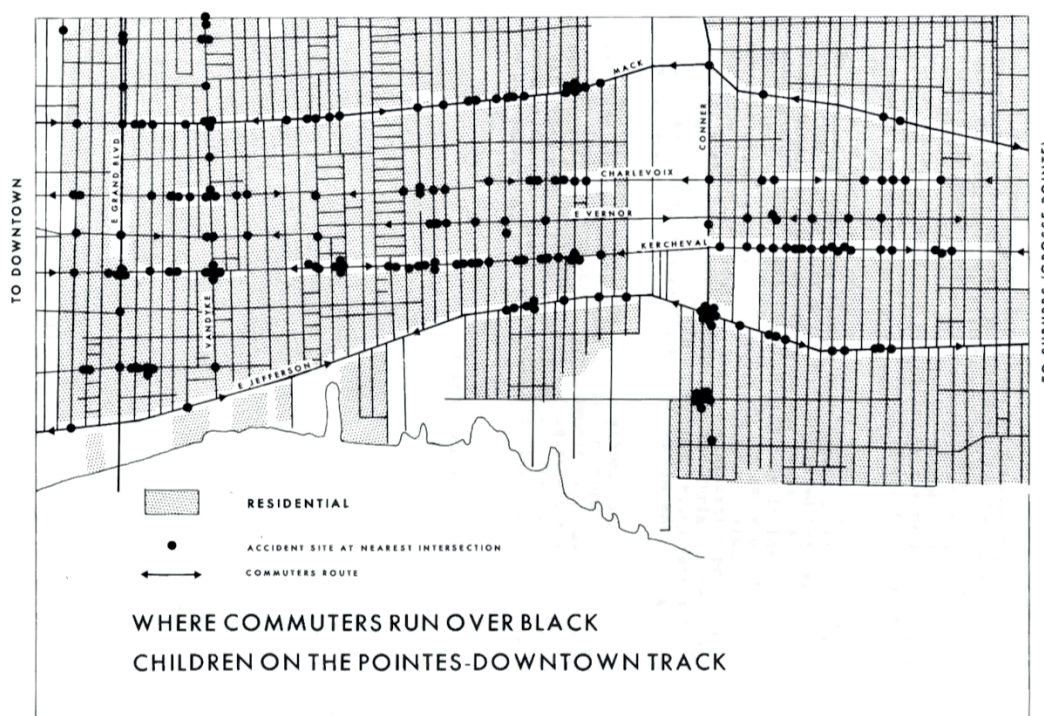 MACK
CONNER
CHARLEVOIX
E GRAND BLVD
E VERNOR
KERCHEVAL
TO DOWNTOWN
VANDYKE
E JEFFERSON
RESIDENTIAL
ACCIDENT SITE AT NEAREST INTERSECTION
COMMUTERS ROUTE
WHERE COMMUTERS RUN OVER BLACK
CHILDREN ON THE POINTES-DOWNTOWN TRACK